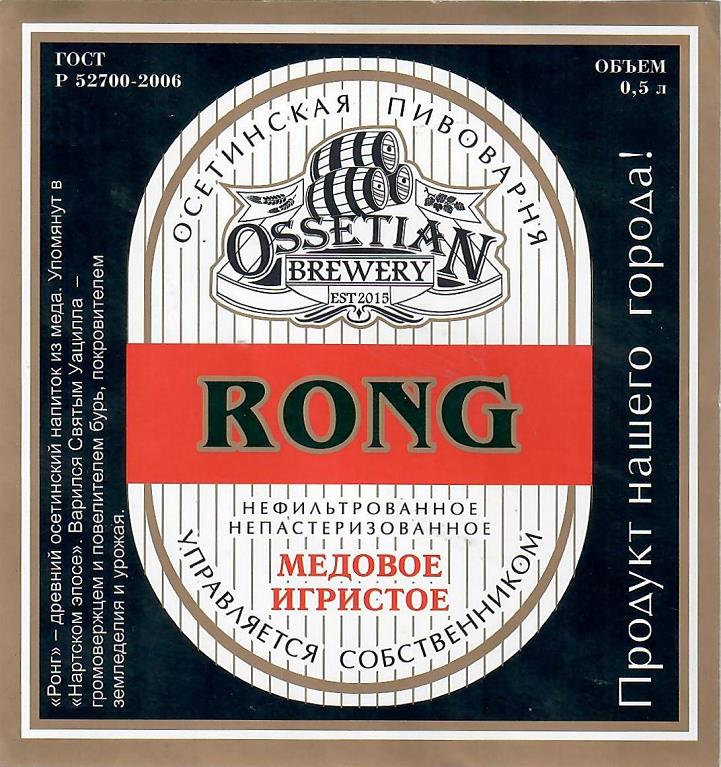 ГОСТ
Р 52700-2006
ОБЪЕМ
0,5 л
ОСЕТИНСКАЯ ПИВОВАРНЯ
OSSETIAN
BREWERY
EST 2015
RONG
НЕФИЛЬТРОВАННОЕ
НЕПАСТЕРИЗОВАННОЕ
МЕДОВОЕ
ИГРИСТОЕ
УПРАВЛЯЕТСЯ СОБСТВЕННИКОМ
«Ронг» – древний осетинский напиток из меда. Упомянут в
«Нартском эпосе». Варился Святым Уацилла –
громовержцем и повелителем бурь, покровителем
земледелия и урожая.
Продукт нашего города!